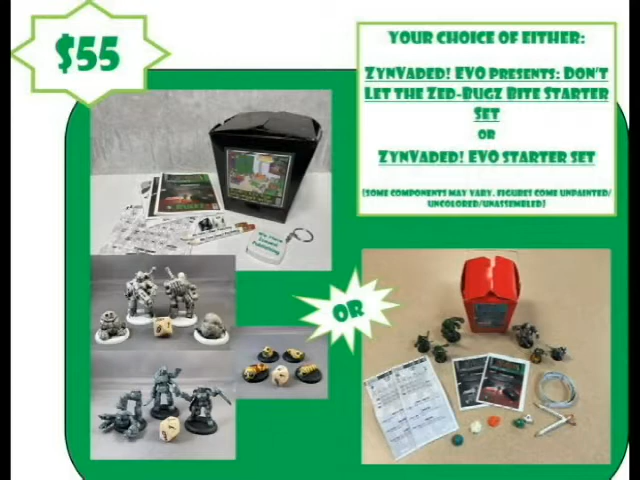 $55
YOUR CHOICE OF EITHER:
ZYNVADED! EVO PRESENTS: DON'T
LET THE ZED-BUGZ BITE STARTER
SET
OR
ZYNVADED! EVO STARTER SET
[SOME COMPONENTS MAY VARY. FIGURES COME UNPAINTED/
UNCOLORED/UNASSEMBLED]
OR